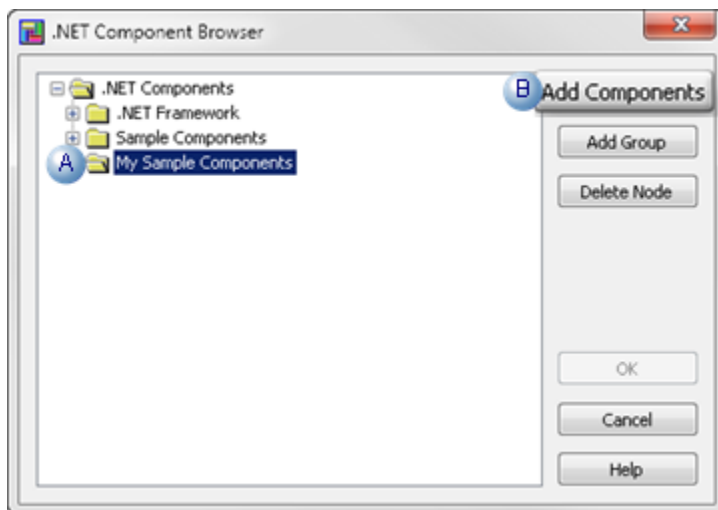 .NET Component Browser
.NET Components
B Add Components
.NET Framework
Sample Components
Add Group
A My Sample Components
Delete Node
OK
Cancel
Help